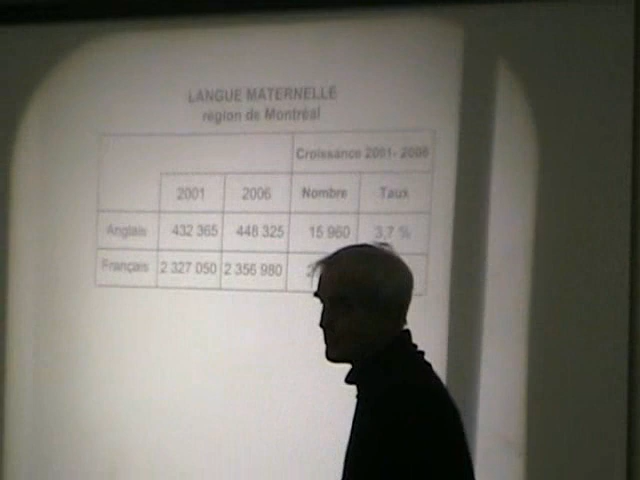 LANGUE MATERNELLE
région de Montréal
Croissance 2001-2006
2001 2006 Nombre Taux
Anglais 432 365 448 325 15 960 3,7 %
Français 2 327 050 2 356 980 2